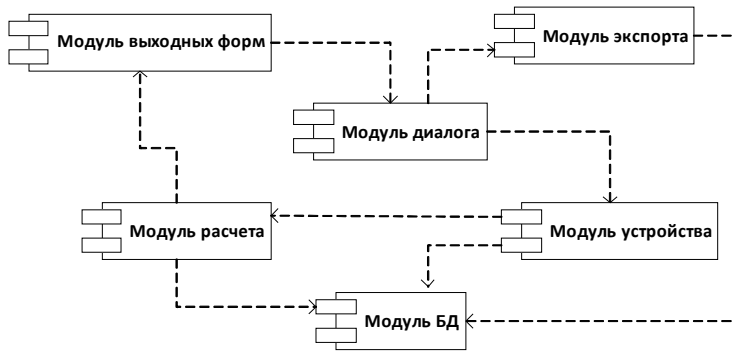 Модуль выходных форм
Модуль экспорта
Модуль диалога
Модуль расчета
Модуль устройства
Модуль БД